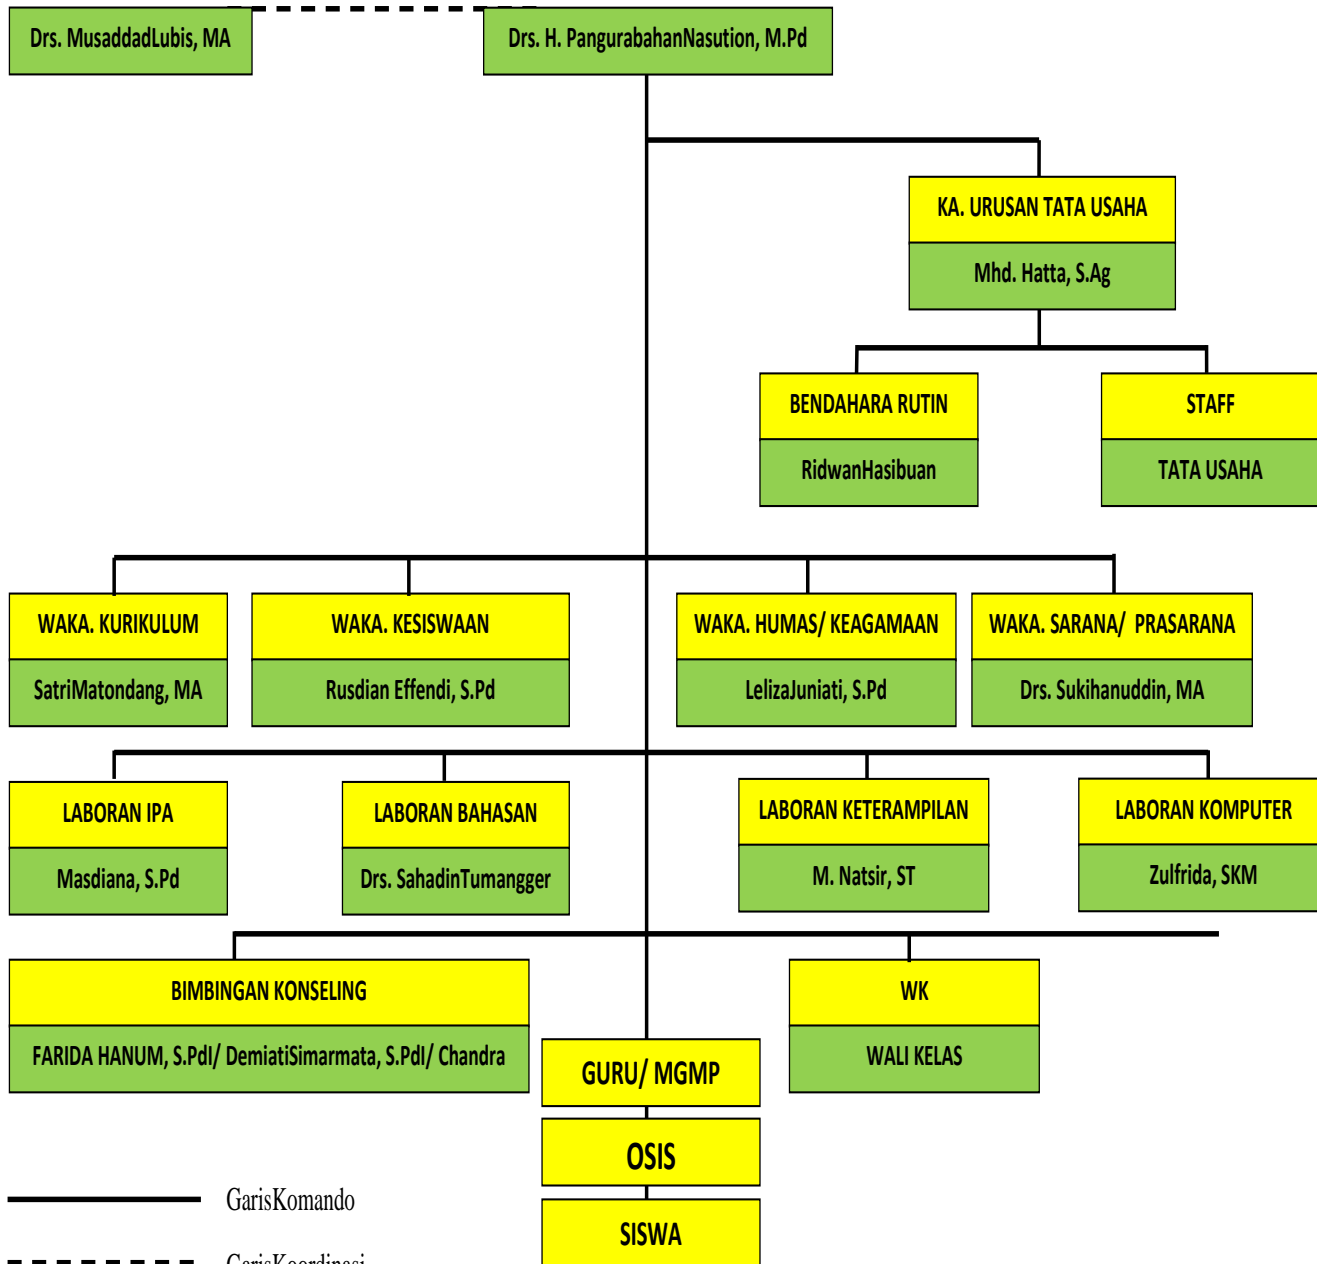 Drs. MusaddadLubis, MA
Drs. H. PangurabahanNasution, M.Pd
KA. URUSAN TATA USAHA
Mhd. Hatta, S.Ag
BENDAHARA RUTIN
STAFF
RidwanHasibuan
TATA USAHA
WAKA. KURIKULUM
WAKA. KESISWAAN
WAKA. HUMAS/ KEAGAMAAN
WAKA. SARANA/ PRASARANA
SatriMatondang, MA
Rusdian Effendi, S.Pd
LelizaJuniati, S.Pd
Drs. Sukihanuddin, MA
LABORAN IPA
LABORAN BAHASAN
LABORAN KETERAMPILAN
LABORAN KOMPUTER
Masdiana, S.Pd
Drs. SahadinTumangger
M. Natsir, ST
Zulfrida, SKM
BIMBINGAN KONSELING
WK
FARIDA HANUM, S.PdI/ DemiatiSimarmata, S.PdI/ Chandra
WALI KELAS
GURU/ MGMP
OSIS
SISWA
GarisKomando
GarisKoordinasi